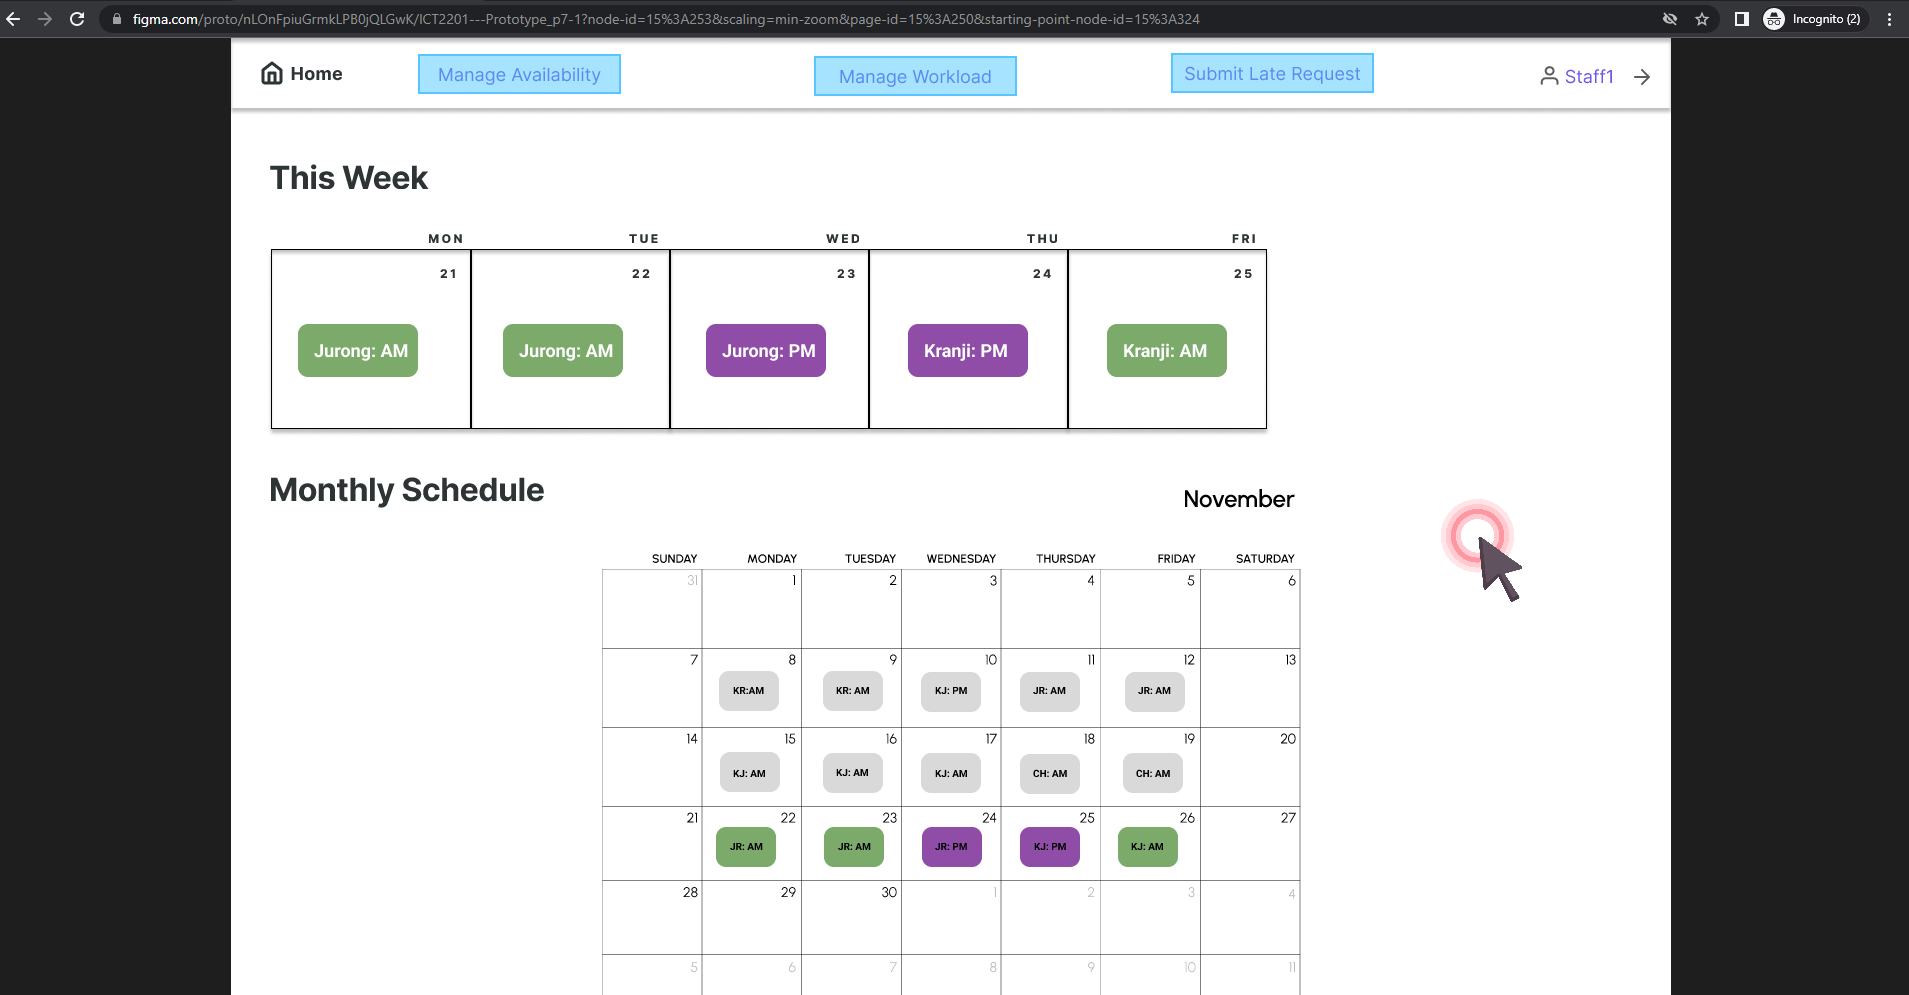 figma.com/proto/nLOnFpiuGrmkLPB0jQLGwK/ICT2201---Prototype_p7-1?node-id=15%3A253&scaling=min-zoom&page-id=15%3A250&starting-point-node-id=15%3A324
Incognito (2)
Home Manage Availability Manage Workload Submit Late Request Staff1
This Week
MON TUE WED THU FRI
21 22 23 24 25
Jurong: AM Jurong: AM Jurong: PM Kranji: PM Kranji: AM
Monthly Schedule
November
SUNDAY MONDAY TUESDAY WEDNESDAY THURSDAY FRIDAY SATURDAY
31 1 2 3 4 5 6
7 8 9 10 11 12 13
KR:AM KR: AM KJ: PM JR: AM JR: AM
14 15 16 17 18 19 20
KJ: AM KJ: AM KJ: AM CH: AM CH: AM
21 22 23 24 25 26 27
JR: AM JR: AM JR: PM KJ: PM KJ: AM
28 29 30 1 2 3 4
5 6 7 8 9 10 11